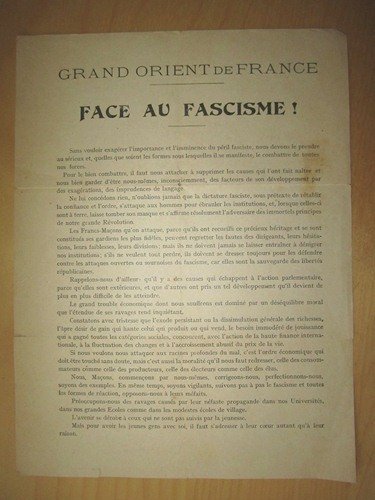 GRAND ORIENT DE FRANCE
FACE AU FASCISME !
Sans vouloir exagérer l'importance et l'imminence du péril fasciste, nous devons le prendre
au sérieux et, quelles que soient les formes sous lesquelles il se manifeste, le combattre de toutes
nos forces.
Pour le bien combattre, il faut nous attacher à supprimer les causes qui l'ont fait naître et
nous bien garder d'être nous-mêmes, inconsciemment, des facteurs de son développement par
des exagérations, des imprudences de langage.
Ne lui concédons rien, n'oublions jamais que la dictature fasciste, sous prétexte de rétablir
la confiance et l'ordre, s'attaque aux hommes pour ébranler les institutions, et, lorsque celles-ci
sont à terre, laisse tomber son masque et s'affirme résolument l'adversaire des immortels principes
de notre grande Révolution.
Les Francs-Maçons qu'on attaque, parce qu'ils ont recueilli ce précieux héritage et se sont
constitués ses gardiens les plus fidèles, peuvent regretter les fautes des dirigeants, leurs hésita-
tions, leurs faiblesses, leurs divisions ; mais ils ne doivent jamais se laisser entraîner à dénigrer
nos institutions ; s'ils ne veulent tout perdre, ils doivent se dresser toujours pour les défendre
contre les attaques ouvertes ou sournoises du fascisme, car elles sont la sauvegarde des libertés
républicaines.
Rappelons-nous d'ailleurs qu'il y a des causes qui échappent à l'action parlementaire,
parce qu'elles sont extérieures, et que d'autres ont pris un tel développement qu'il devient de
plus en plus difficile de les atteindre.
Le grand trouble économique dont nous souffrons est dominé par un déséquilibre moral
que l'étendue de ses ravages rend inquiétant.
Constatons avec tristesse que l'exode persistant ou la dissimulation générale des richesses,
l'âpre désir de gain qui hante celui qui produit ou qui vend, le besoin immodéré de jouissance
qui a gagné toutes les catégories sociales, concourent, avec l'action de la haute finance internatio-
nale, à la fluctuation des changes et à l'accroissement abusif du prix de la vie.
Si nous voulons nous attaquer aux racines profondes du mal, c'est l'ordre économique qui
doit être touché sans doute, mais c'est aussi la moralité qu'il nous faut redresser, celle des consom-
mateurs comme celle des producteurs, celle des électeurs comme celle des élus.
Nous, Maçons, commençons par nous-mêmes, corrigeons-nous, perfectionnons-nous,
soyons des exemples. En même temps, soyons vigilants, suivons pas à pas le fascisme et toutes
les formes de réaction, opposons-nous à leurs méfaits.
Préoccupons-nous des ravages causés par leur néfaste propagande dans nos Universités,
dans nos grandes Ecoles comme dans les modestes écoles de village.
L'avenir se dérobe à ceux qui ne sont pas suivis par la jeunesse.
Mais pour avoir les jeunes gens avec soi, il faut s'adresser à leur cœur autant qu'à leur
raison.